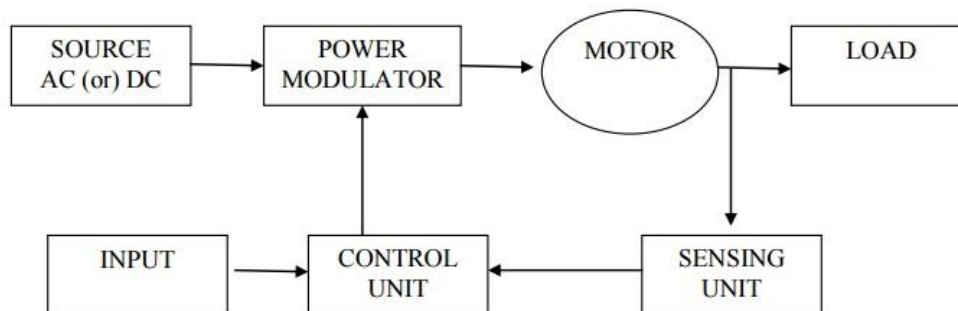 SOURCE
AC (or) DC
POWER
MODULATOR
MOTOR
LOAD
INPUT
CONTROL
UNIT
SENSING
UNIT